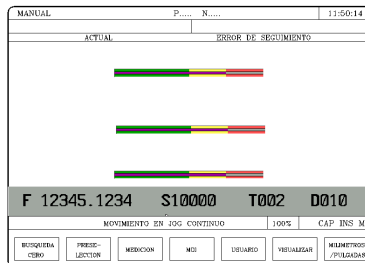 MANUAL P..... N..... 11:50:14
ACTUAL ERROR DE SEGUIMIENTO
F 12345.1234 S10000 T002 D010
MOVIMIENTO EN JOG CONTINUO 100% CAP INS M
BUSQUEDA CERO PRESE-LECCION MEDICION MDI USUARIO VISUALIZAR MILIMETROS /PULGADAS